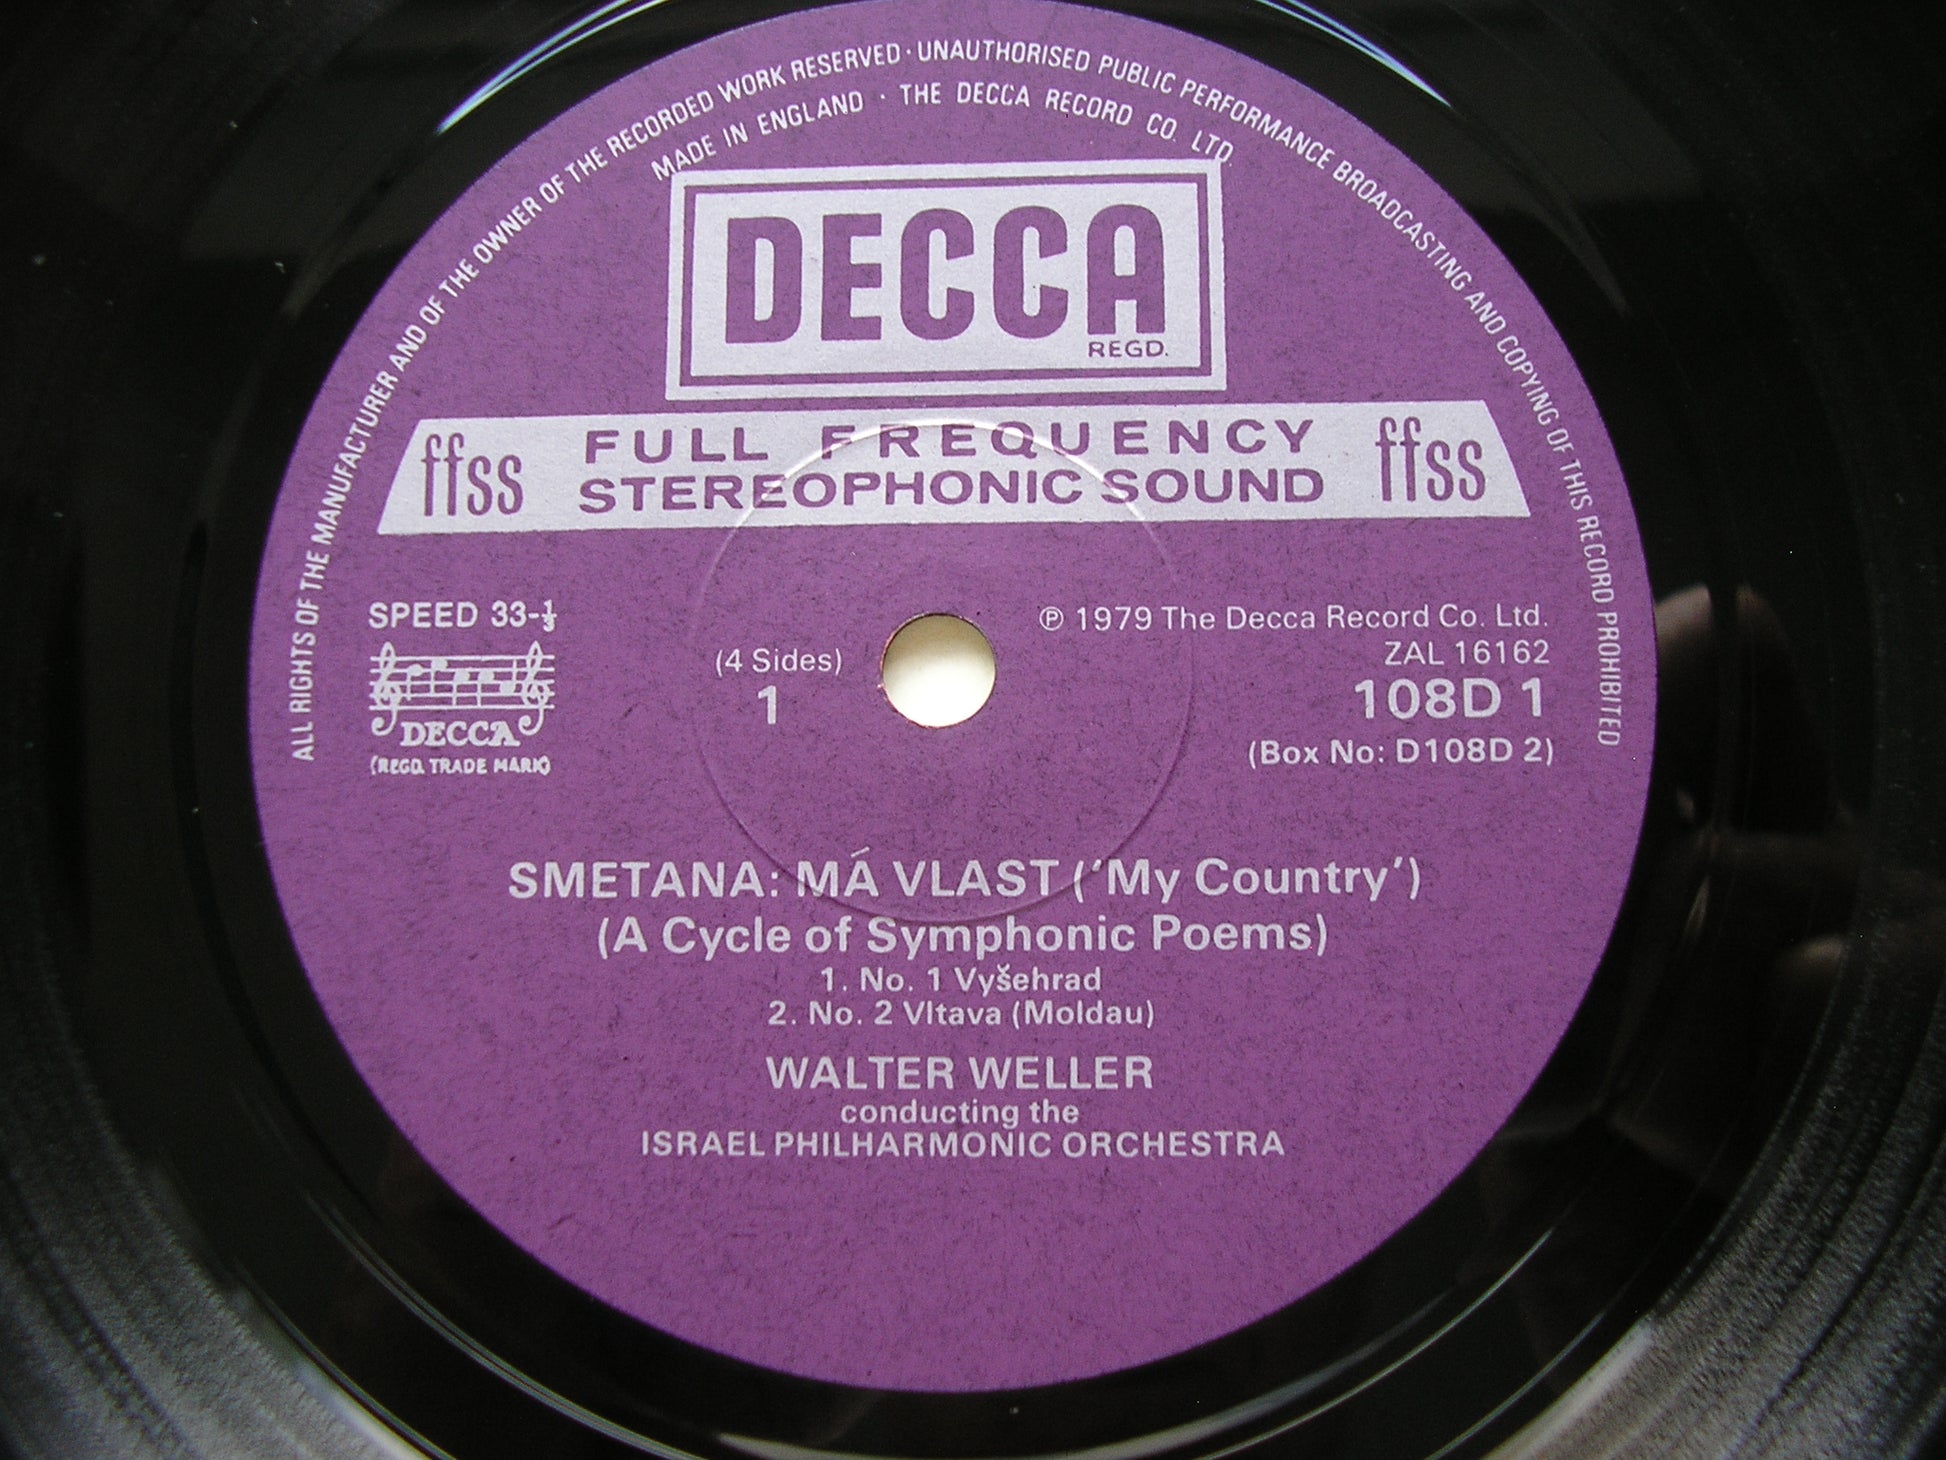 ALL RIGHTS OF THE MANUFACTURER AND OF THE OWNER OF THE RECORDED WORK RESERVED · UNAUTHORISED PUBLIC PERFORMANCE BROADCASTING AND COPYING OF THIS RECORD PROHIBITED
MADE IN ENGLAND · THE DECCA RECORD CO. LTD.
DECCA
REGD.
ffss FULL FREQUENCY STEREOPHONIC SOUND ffss
SPEED 33-⅓
DECCA
(REGD. TRADE MARK)
(4 Sides)
1
℗ 1979 The Decca Record Co. Ltd.
ZAL 16162
108D 1
(Box No: D108D 2)
SMETANA: MÁ VLAST ('My Country')
(A Cycle of Symphonic Poems)
1. No. 1 Vyšehrad
2. No. 2 Vltava (Moldau)
WALTER WELLER
conducting the
ISRAEL PHILHARMONIC ORCHESTRA